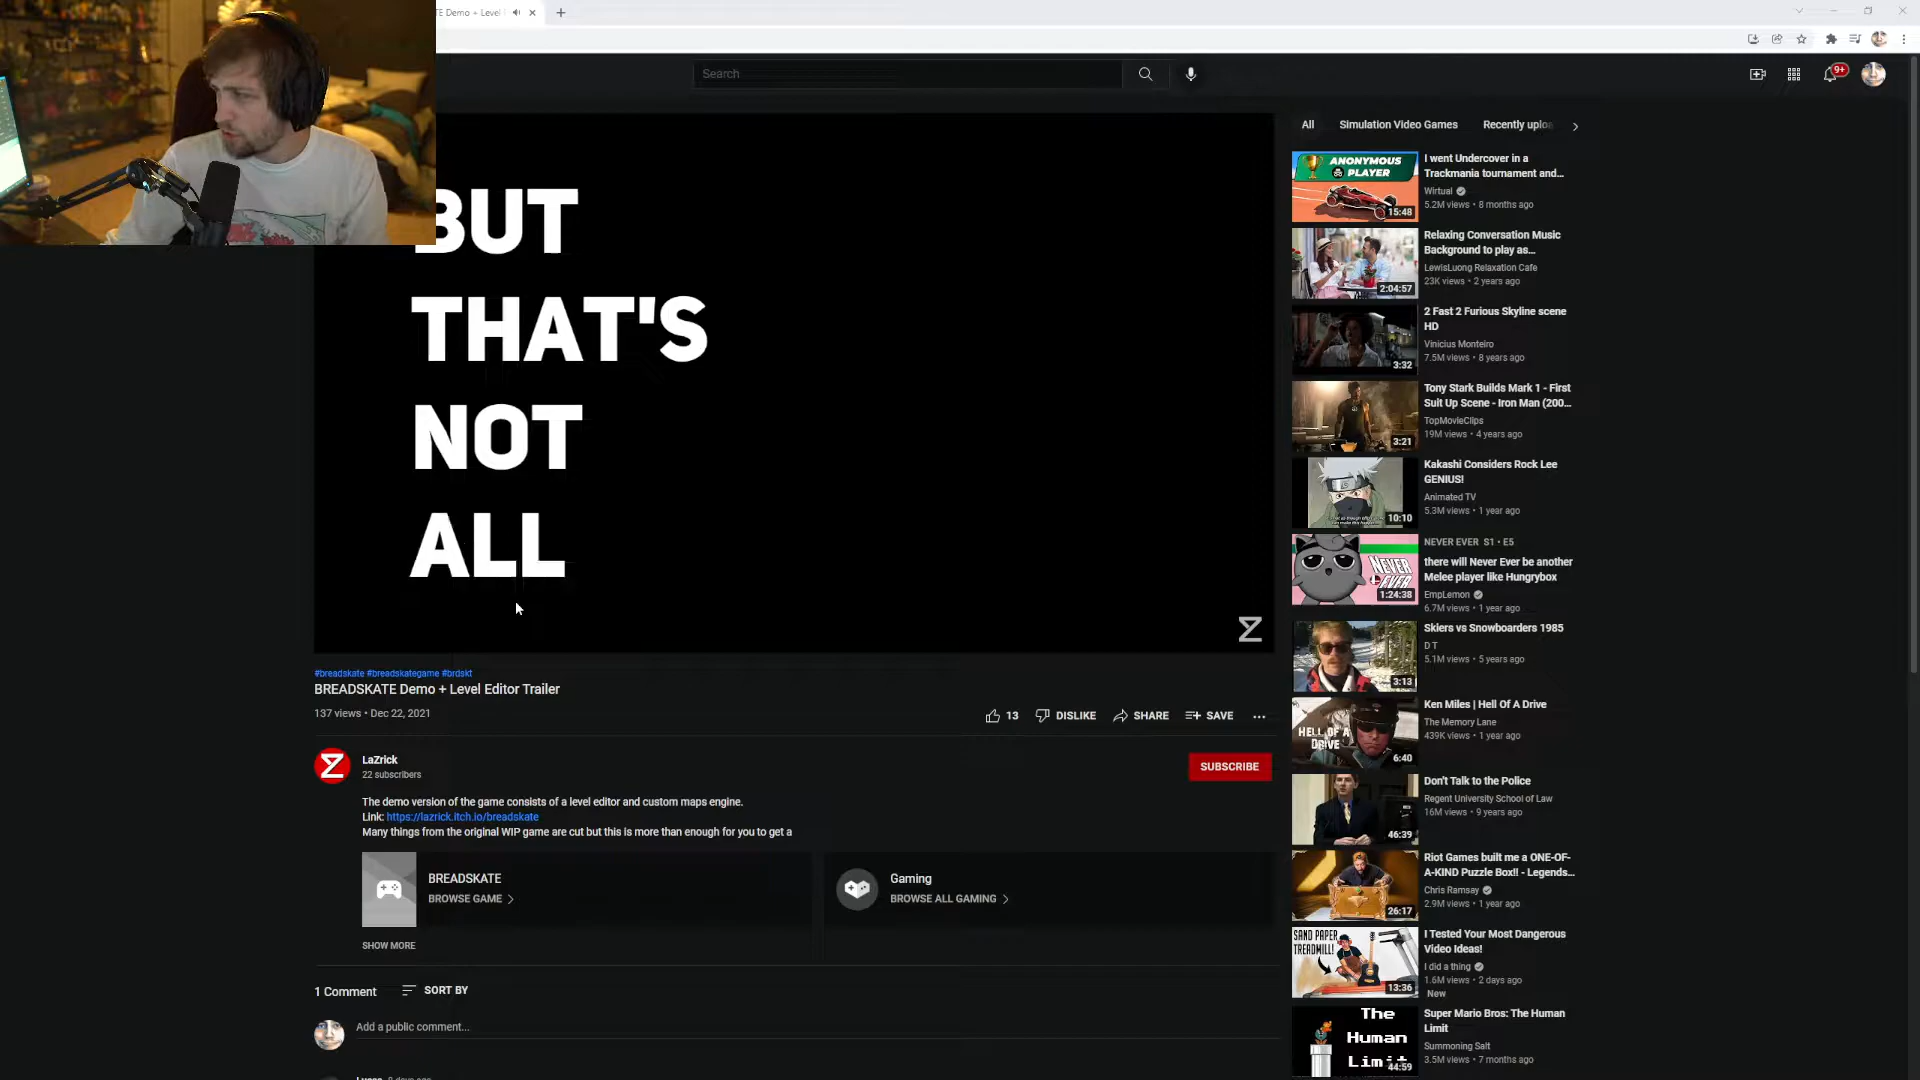 TE Demo + Level
Search
9+
BUT
THAT'S
NOT
ALL
#breadskate #breadskategame #brdskt
BREADSKATE Demo + Level Editor Trailer
137 views • Dec 22, 2021
13
DISLIKE
SHARE
SAVE
LaZrick
22 subscribers
SUBSCRIBE
The demo version of the game consists of a level editor and custom maps engine.
Link: https://lazrick.itch.io/breadskate
Many things from the original WIP game are cut but this is more than enough for you to get a
BREADSKATE
BROWSE GAME
Gaming
BROWSE ALL GAMING
SHOW MORE
1 Comment
SORT BY
Add a public comment...
All
Simulation Video Games
Recently uploa
ANONYMOUS
PLAYER
15:48
I went Undercover in a
Trackmania tournament and...
Wirtual
5.2M views • 8 months ago
2:04:57
Relaxing Conversation Music
Background to play as...
LewisLuong Relaxation Cafe
23K views • 2 years ago
3:32
2 Fast 2 Furious Skyline scene
HD
Vinicius Monteiro
7.5M views • 8 years ago
3:21
Tony Stark Builds Mark 1 - First
Suit Up Scene - Iron Man (200...
TopMovieClips
19M views • 4 years ago
10:10
Kakashi Considers Rock Lee
GENIUS!
Animated TV
5.3M views • 1 year ago
NEVER
EVER
1:24:38
NEVER EVER S1 • E5
there will Never Ever be another
Melee player like Hungrybox
EmpLemon
6.7M views • 1 year ago
3:13
Skiers vs Snowboarders 1985
D T
5.1M views • 5 years ago
HELL OF A
DRIVE
6:40
Ken Miles | Hell Of A Drive
The Memory Lane
439K views • 1 year ago
46:39
Don't Talk to the Police
Regent University School of Law
16M views • 9 years ago
26:17
Riot Games built me a ONE-OF-
A-KIND Puzzle Box!! - Legends...
Chris Ramsay
2.9M views • 1 year ago
SAND PAPER
TREADMILL!
13:36
I Tested Your Most Dangerous
Video Ideas!
I did a thing
1.6M views • 2 days ago
New
The
Human
Limit
44:59
Super Mario Bros: The Human
Limit
Summoning Salt
3.5M views • 7 months ago